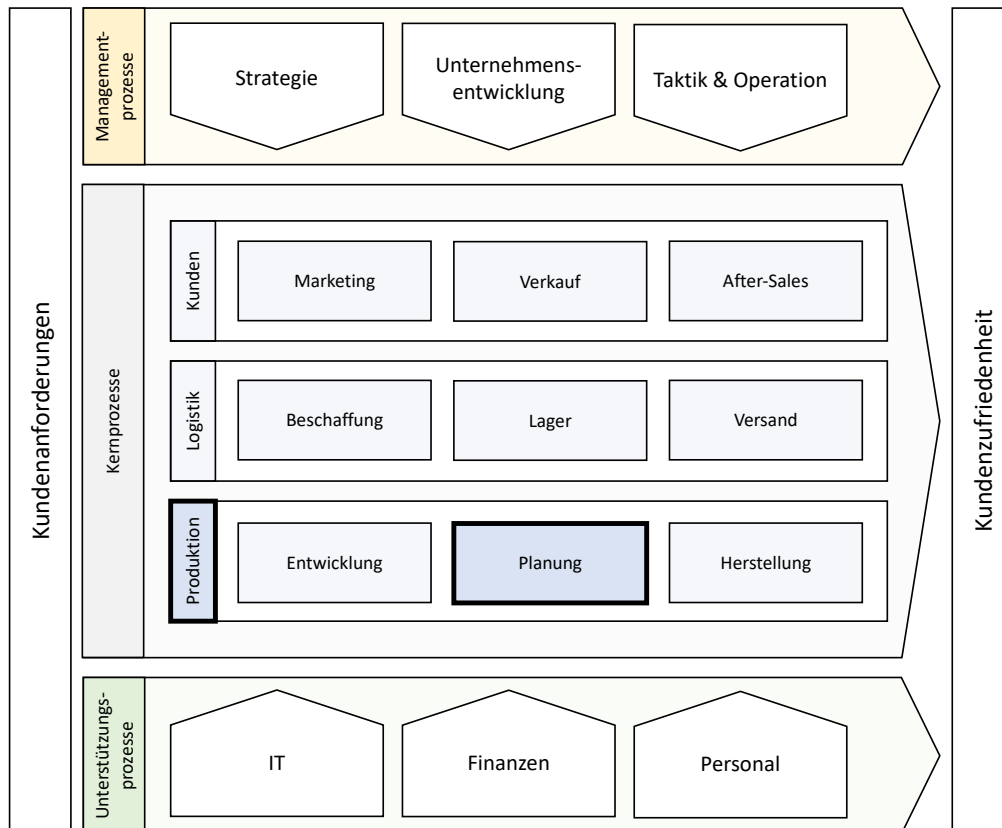 Kundenanforderungen
Management-
prozesse
Strategie
Unternehmens-
entwicklung
Taktik & Operation
Kernprozesse
Kunden
Marketing
Verkauf
After-Sales
Logistik
Beschaffung
Lager
Versand
Produktion
Entwicklung
Planung
Herstellung
Unterstützungs-
prozesse
IT
Finanzen
Personal
Kundenzufriedenheit